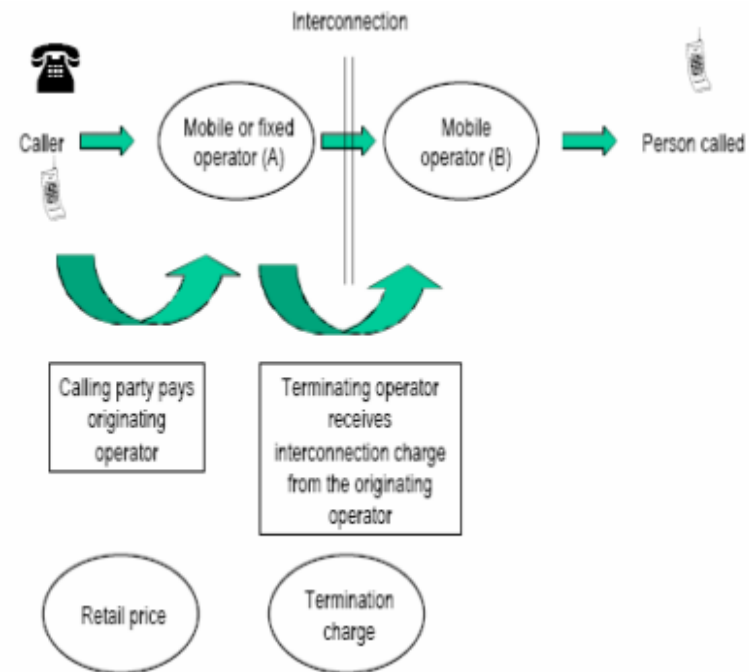 Interconnection
Caller
Mobile or fixed
operator (A)
Mobile
operator (B)
Person called
Calling party pays
originating
operator
Terminating operator
receives
interconnection charge
from the originating
operator
Retail price
Termination
charge